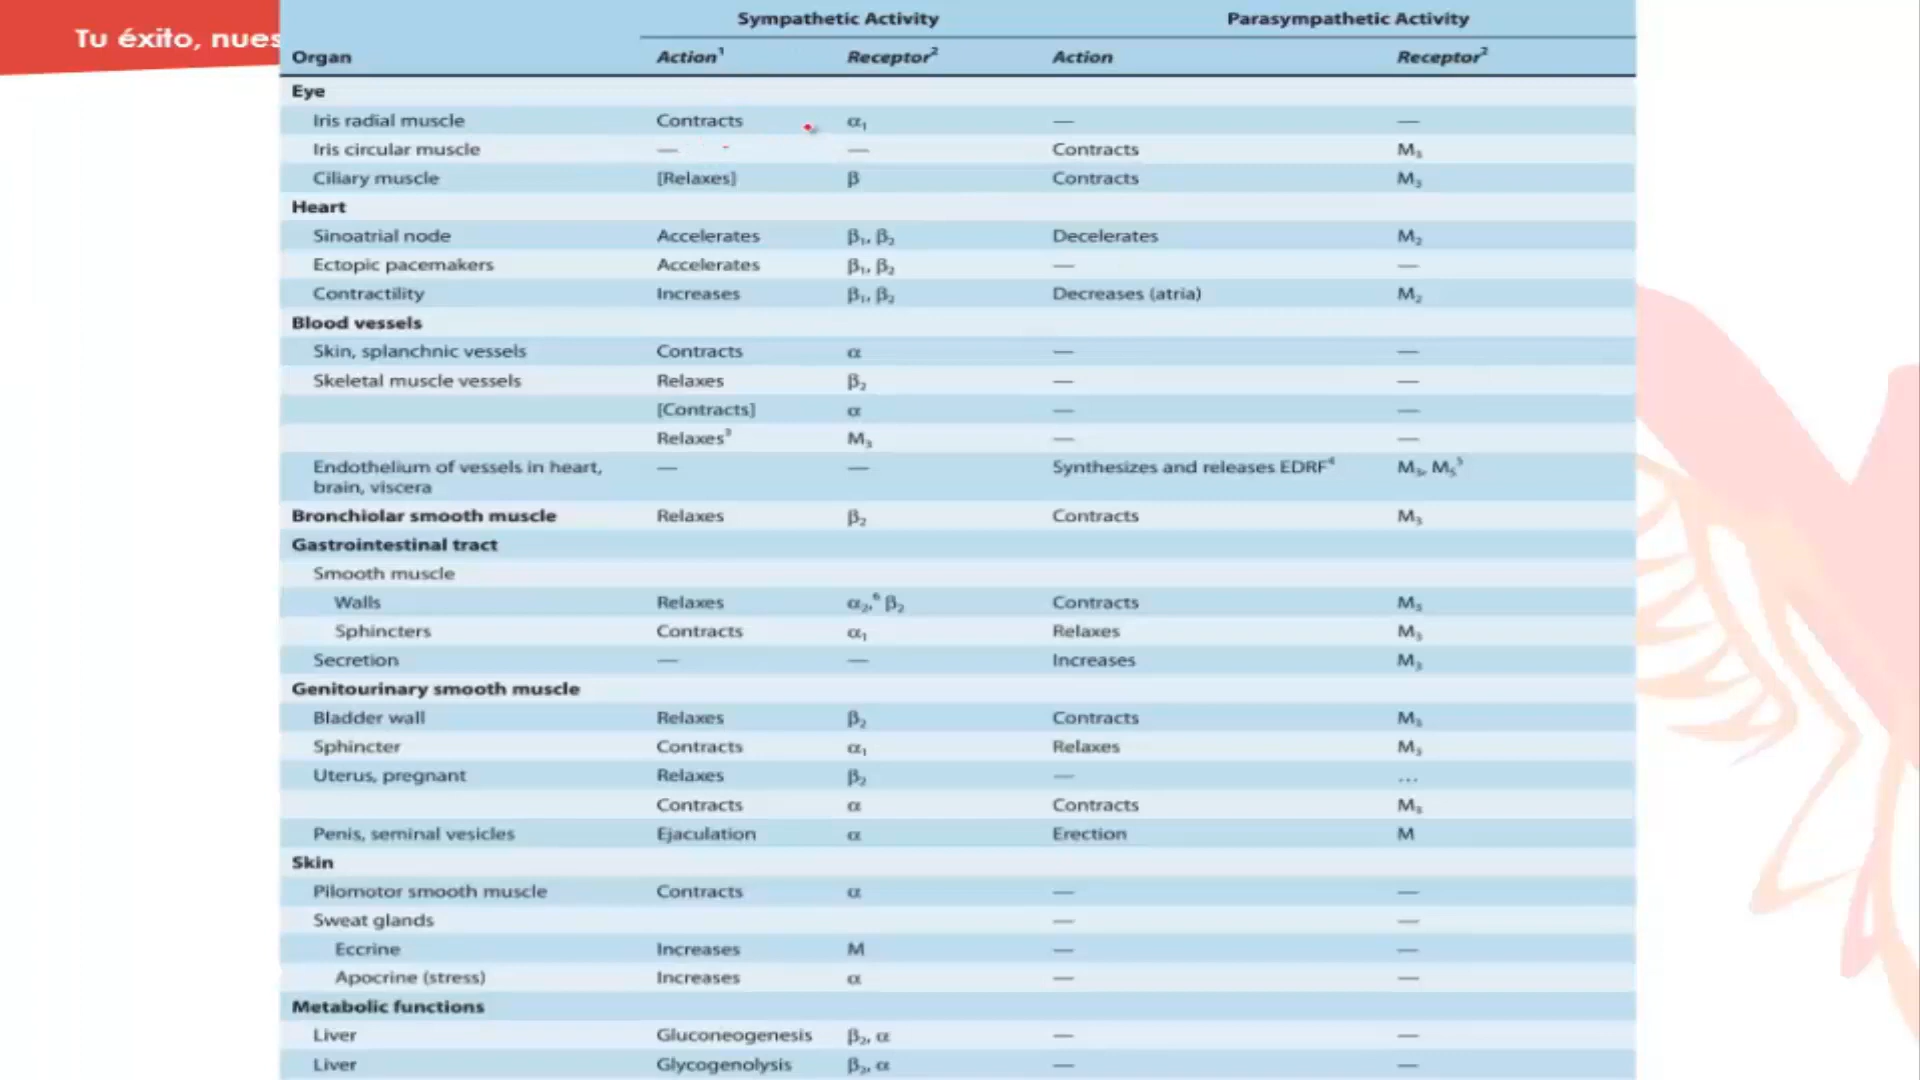 Tu éxito, nues
Sympathetic Activity Parasympathetic Activity
Organ Action¹ Receptor² Action Receptor²
Eye
Iris radial muscle Contracts α₁ — —
Iris circular muscle — — Contracts M₃
Ciliary muscle [Relaxes] β Contracts M₃
Heart
Sinoatrial node Accelerates β₁, β₂ Decelerates M₂
Ectopic pacemakers Accelerates β₁, β₂ — —
Contractility Increases β₁, β₂ Decreases (atria) M₂
Blood vessels
Skin, splanchnic vessels Contracts α — —
Skeletal muscle vessels Relaxes β₂ — —
[Contracts] α — —
Relaxes³ M₃ — —
Endothelium of vessels in heart, — — Synthesizes and releases EDRF⁴ M₃, M₅⁵
brain, viscera
Bronchiolar smooth muscle Relaxes β₂ Contracts M₃
Gastrointestinal tract
Smooth muscle
Walls Relaxes α₂,⁶ β₂ Contracts M₃
Sphincters Contracts α₁ Relaxes M₃
Secretion — — Increases M₃
Genitourinary smooth muscle
Bladder wall Relaxes β₂ Contracts M₃
Sphincter Contracts α₁ Relaxes M₃
Uterus, pregnant Relaxes β₂ — ...
Contracts α Contracts M₃
Penis, seminal vesicles Ejaculation α Erection M
Skin
Pilomotor smooth muscle Contracts α — —
Sweat glands — —
Eccrine Increases M — —
Apocrine (stress) Increases α — —
Metabolic functions
Liver Gluconeogenesis β₂, α — —
Liver Glycogenolysis β₂, α — —